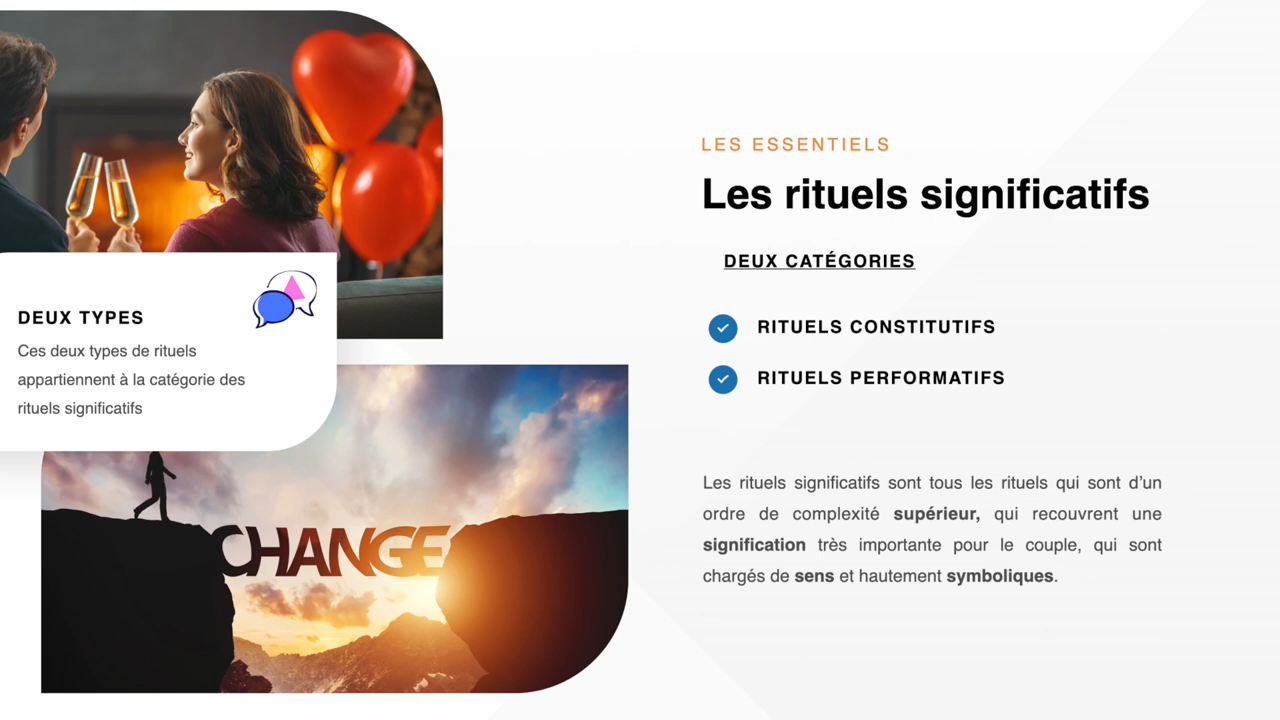 LES ESSENTIELS
Les rituels significatifs
DEUX CATÉGORIES
RITUELS CONSTITUTIFS
RITUELS PERFORMATIFS
Les rituels significatifs sont tous les rituels qui sont d’un
ordre de complexité supérieur, qui recouvrent une
signification très importante pour le couple, qui sont
chargés de sens et hautement symboliques.
DEUX TYPES
Ces deux types de rituels
appartiennent à la catégorie des
rituels significatifs
CHANGE